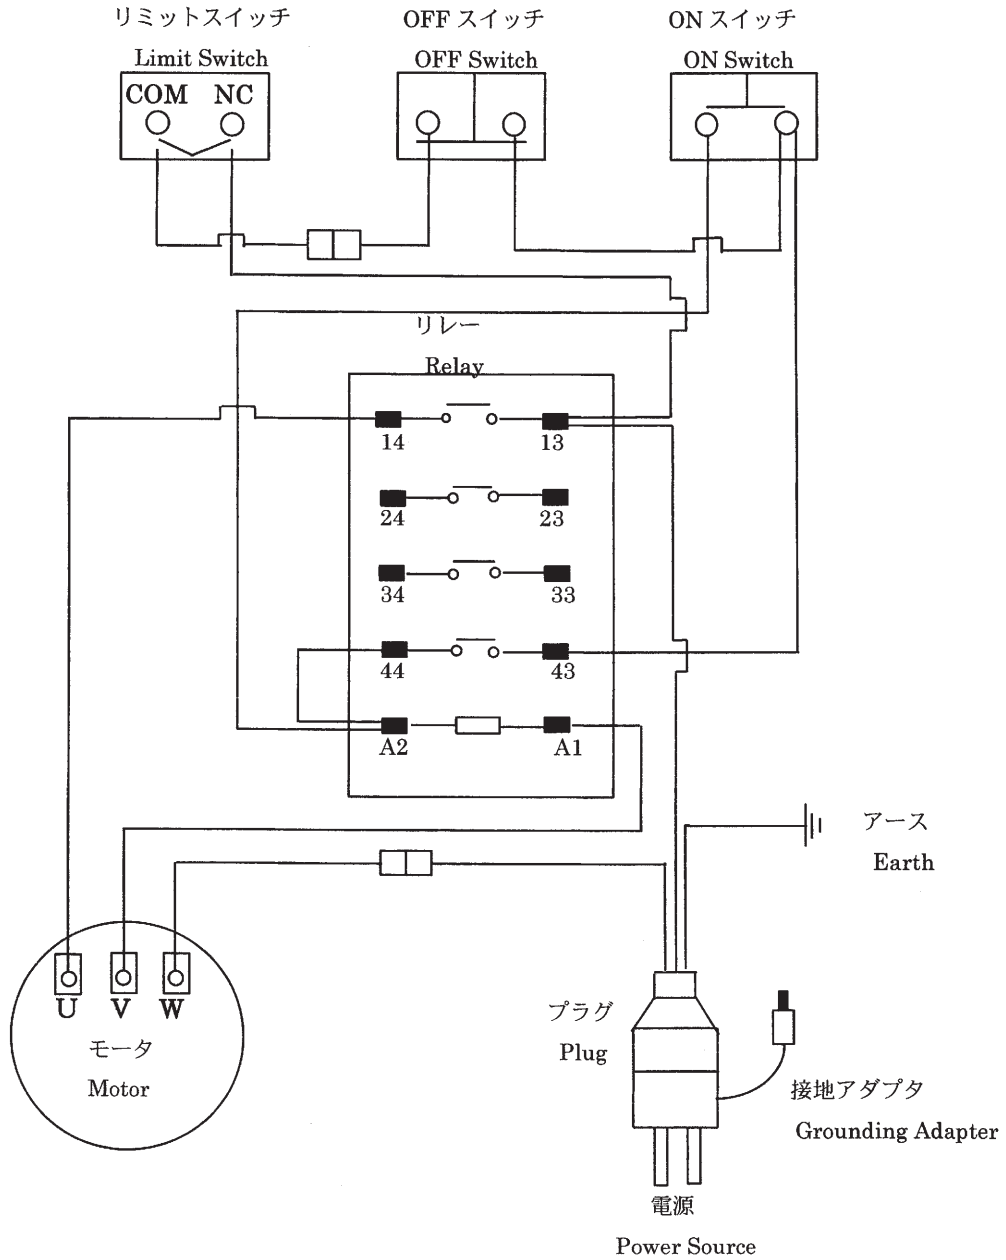 リミットスイッチ
Limit Switch
COM NC
OFF スイッチ
OFF Switch
ON スイッチ
ON Switch
リレー
Relay
14 13
24 23
34 33
44 43
A2 A1
アース
Earth
U V W
モータ
Motor
プラグ
Plug
接地アダプタ
Grounding Adapter
電源
Power Source